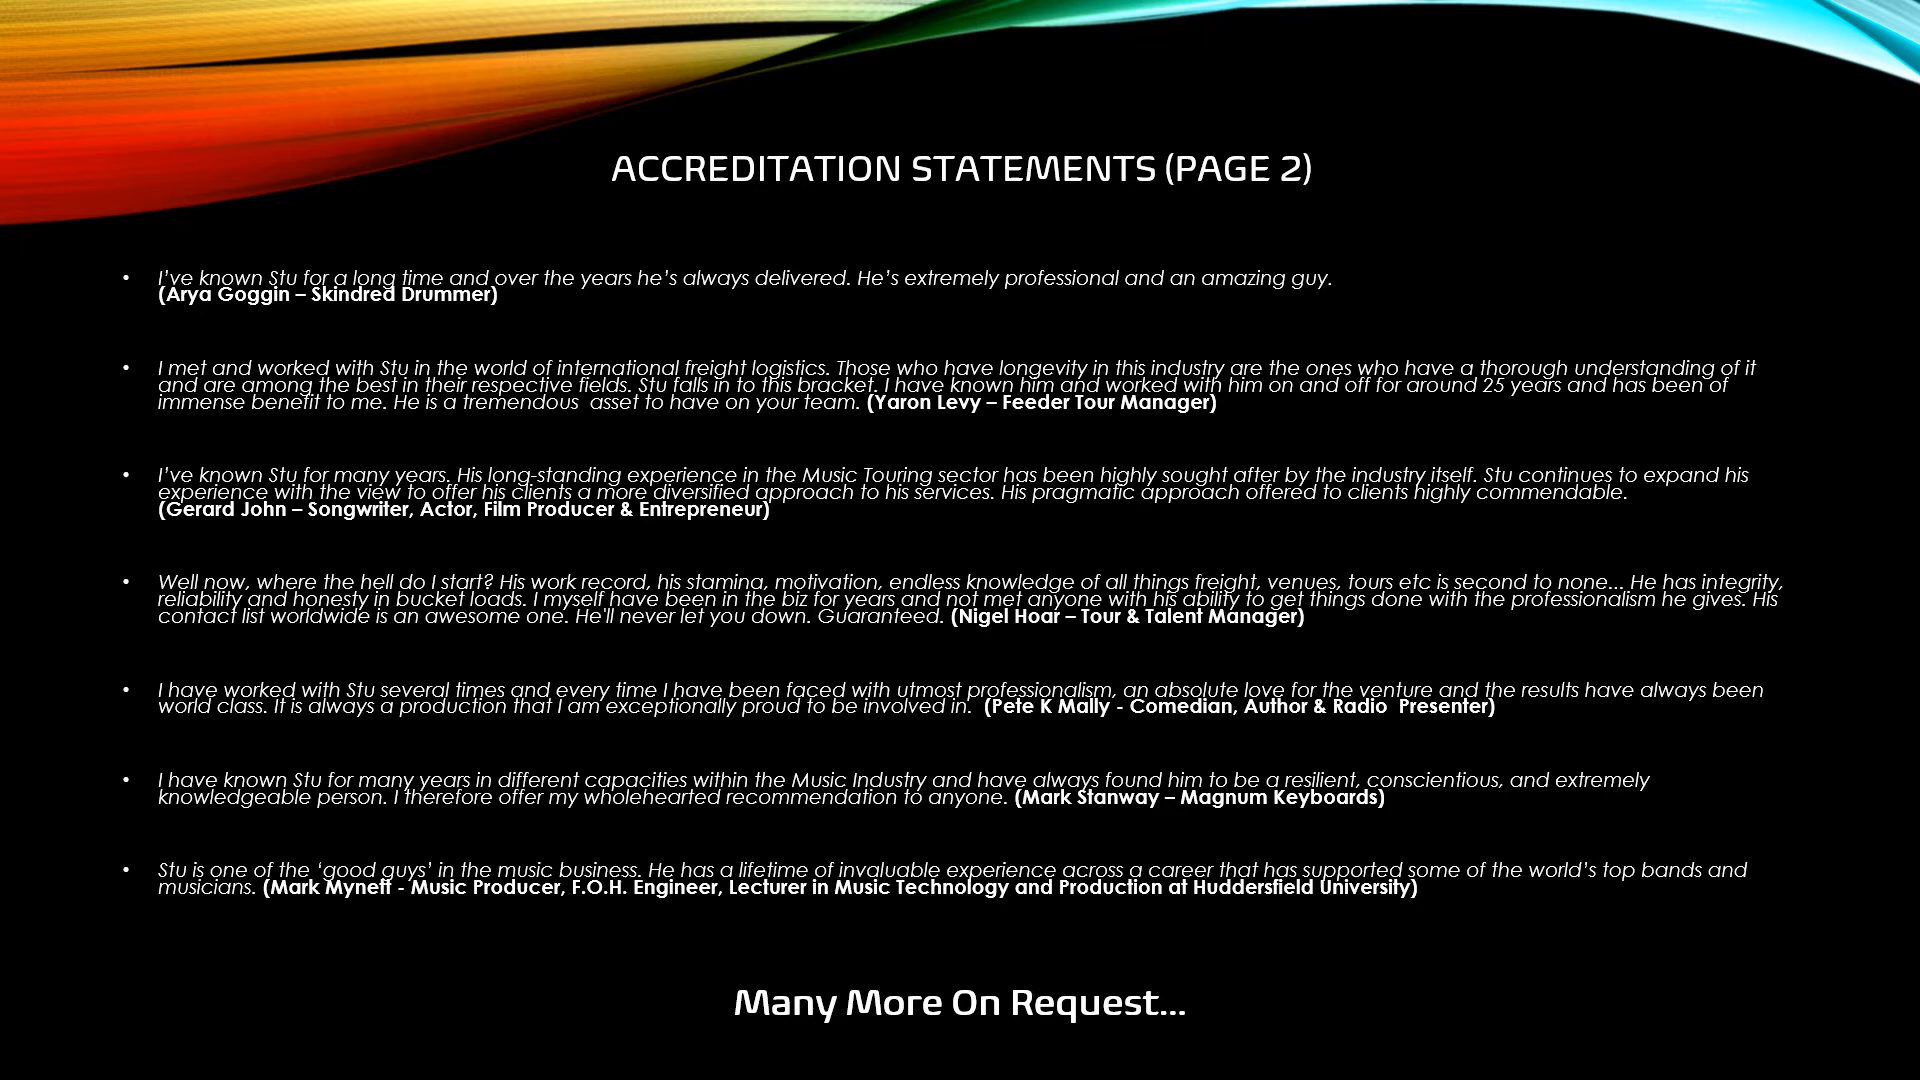 ACCREDITATION STATEMENTS (PAGE 2)
• I’ve known Stu for a long time and over the years he’s always delivered. He’s extremely professional and an amazing guy.
(Arya Goggin – Skindred Drummer)
• I met and worked with Stu in the world of international freight logistics. Those who have longevity in this industry are the ones who have a thorough understanding of it
and are among the best in their respective fields. Stu falls in to this bracket. I have known him and worked with him on and off for around 25 years and has been of
immense benefit to me. He is a tremendous  asset to have on your team. (Yaron Levy – Feeder Tour Manager)
• I’ve known Stu for many years. His long-standing experience in the Music Touring sector has been highly sought after by the industry itself. Stu continues to expand his
experience with the view to offer his clients a more diversified approach to his services. His pragmatic approach offered to clients highly commendable.
(Gerard John – Songwriter, Actor, Film Producer & Entrepreneur)
• Well now, where the hell do I start? His work record, his stamina, motivation, endless knowledge of all things freight, venues, tours etc is second to none... He has integrity,
reliability and honesty in bucket loads. I myself have been in the biz for years and not met anyone with his ability to get things done with the professionalism he gives. His
contact list worldwide is an awesome one. He'll never let you down. Guaranteed. (Nigel Hoar – Tour & Talent Manager)
• I have worked with Stu several times and every time I have been faced with utmost professionalism, an absolute love for the venture and the results have always been
world class. It is always a production that I am exceptionally proud to be involved in.  (Pete K Mally - Comedian, Author & Radio  Presenter)
• I have known Stu for many years in different capacities within the Music Industry and have always found him to be a resilient, conscientious, and extremely
knowledgeable person. I therefore offer my wholehearted recommendation to anyone. (Mark Stanway – Magnum Keyboards)
• Stu is one of the ‘good guys’ in the music business. He has a lifetime of invaluable experience across a career that has supported some of the world’s top bands and
musicians. (Mark Mynett - Music Producer, F.O.H. Engineer, Lecturer in Music Technology and Production at Huddersfield University)
Many More On Request...